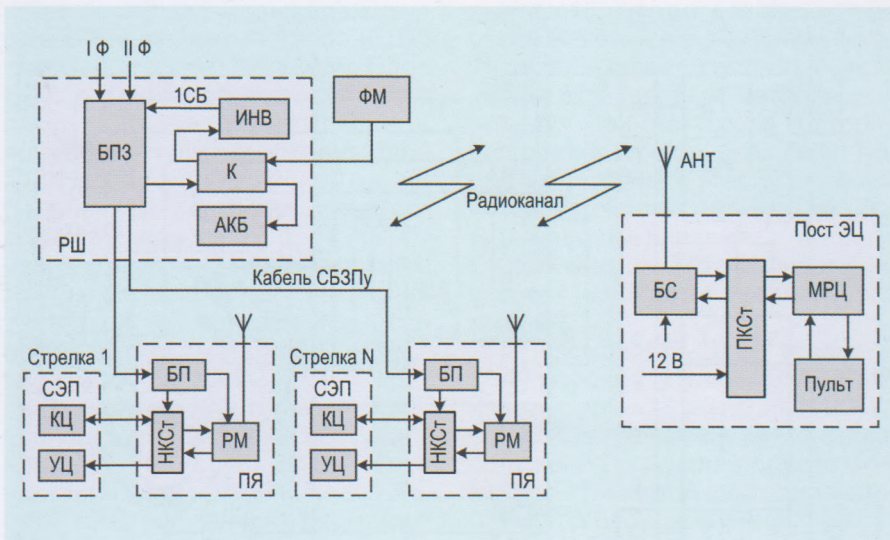 I Ф II Ф
1СБ
ИНВ
ФМ
БПЗ
К
АКБ
РШ
Радиоканал
АНТ
Пост ЭЦ
Кабель СБЗПу
БС
ПКСт
МРЦ
12 В
Пульт
Стрелка 1
СЭП
КЦ
УЦ
БП
НКСт
РМ
ПЯ
Стрелка N
СЭП
КЦ
УЦ
БП
НКСт
РМ
ПЯ